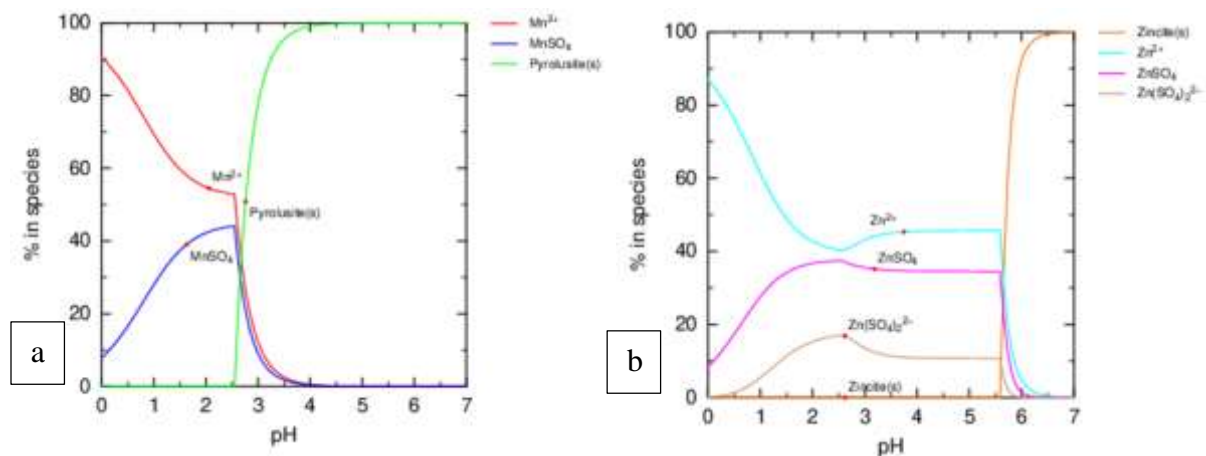 100
80
60
40
20
0
% in species
0 1 2 3 4 5 6 7
pH
Mn²⁺
MnSO₄
Pyrolusite(s)
Mn²⁺
Pyrolusite(s)
MnSO₄
a
100
80
60
40
20
0
% in species
0 1 2 3 4 5 6 7
pH
Zincite(s)
Zn²⁺
ZnSO₄
Zn(SO₄)₂²⁻
Zn²⁺
ZnSO₄
Zn(SO₄)₂²⁻
Zincite(s)
b